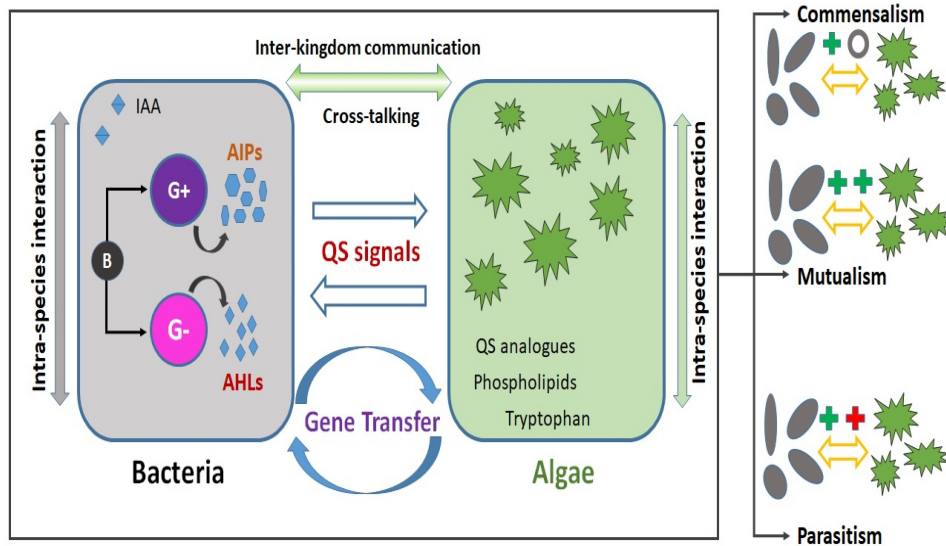 Inter-kingdom communication
Cross-talking
Intra-species interaction
IAA
AIPs
G+
B
G-
AHLs
Bacteria
QS signals
Gene Transfer
QS analogues
Phospholipids
Tryptophan
Algae
Intra-species interaction
Commensalism
Mutualism
Parasitism